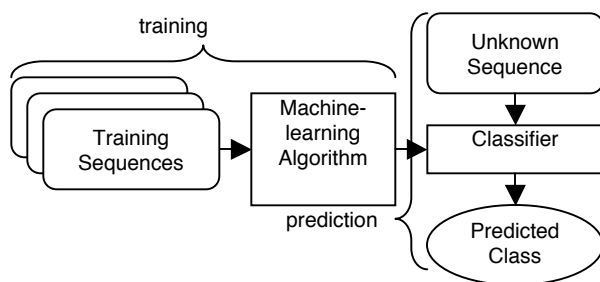 training
Training
Sequences
Machine-
learning
Algorithm
prediction
Unknown
Sequence
Classifier
Predicted
Class